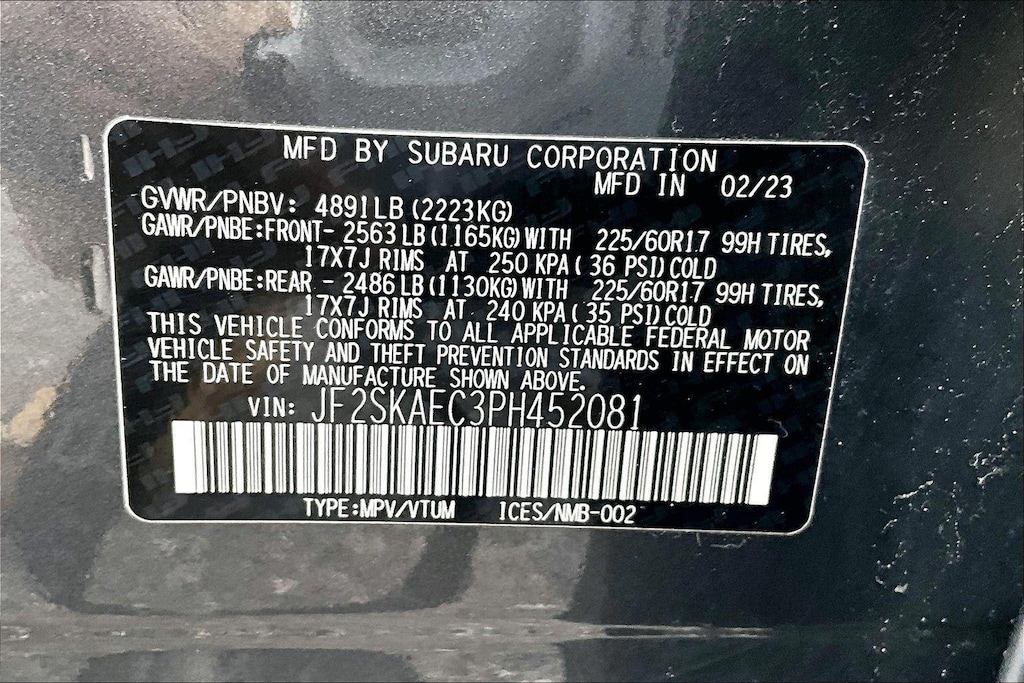 MFD BY SUBARU CORPORATION
MFD IN 02/23
GVWR/PNBV: 4891LB (2223KG)
GAWR/PNBE:FRONT- 2563LB(1165KG)WITH 225/60R17 99H TIRES,
17X7J RIMS AT 250 KPA( 36 PSI)COLD
GAWR/PNBE:REAR - 2486LB(1130KG)WITH 225/60R17 99H TIRES,
17X7J RIMS AT 240 KPA( 35 PSI)COLD
THIS VEHICLE CONFORMS TO ALL APPLICABLE FEDERAL MOTOR
VEHICLE SAFETY AND THEFT PREVENTION STANDARDS IN EFFECT ON
THE DATE OF MANUFACTURE SHOWN ABOVE.
VIN: JF2SKAEC3PH452081
TYPE:MPV/VTUM ICES/NMB-002